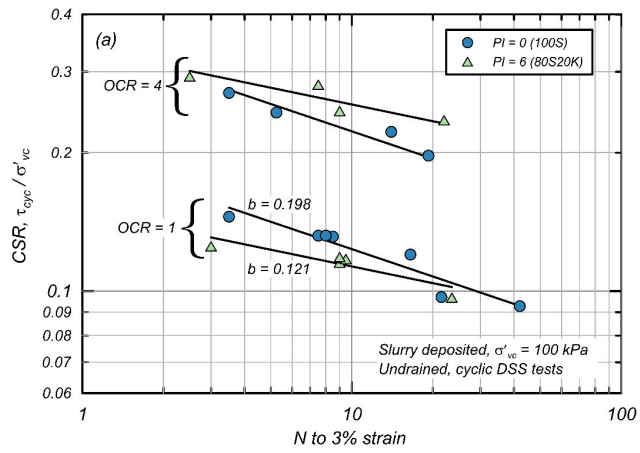 (a)
PI = 0 (100S)
PI = 6 (80S20K)
OCR = 4
OCR = 1
b = 0.198
b = 0.121
Slurry deposited, σ'vc = 100 kPa
Undrained, cyclic DSS tests
CSR, τcyc / σ'vc
0.4
0.3
0.2
0.1
0.09
0.08
0.07
0.06
1
10
100
N to 3% strain